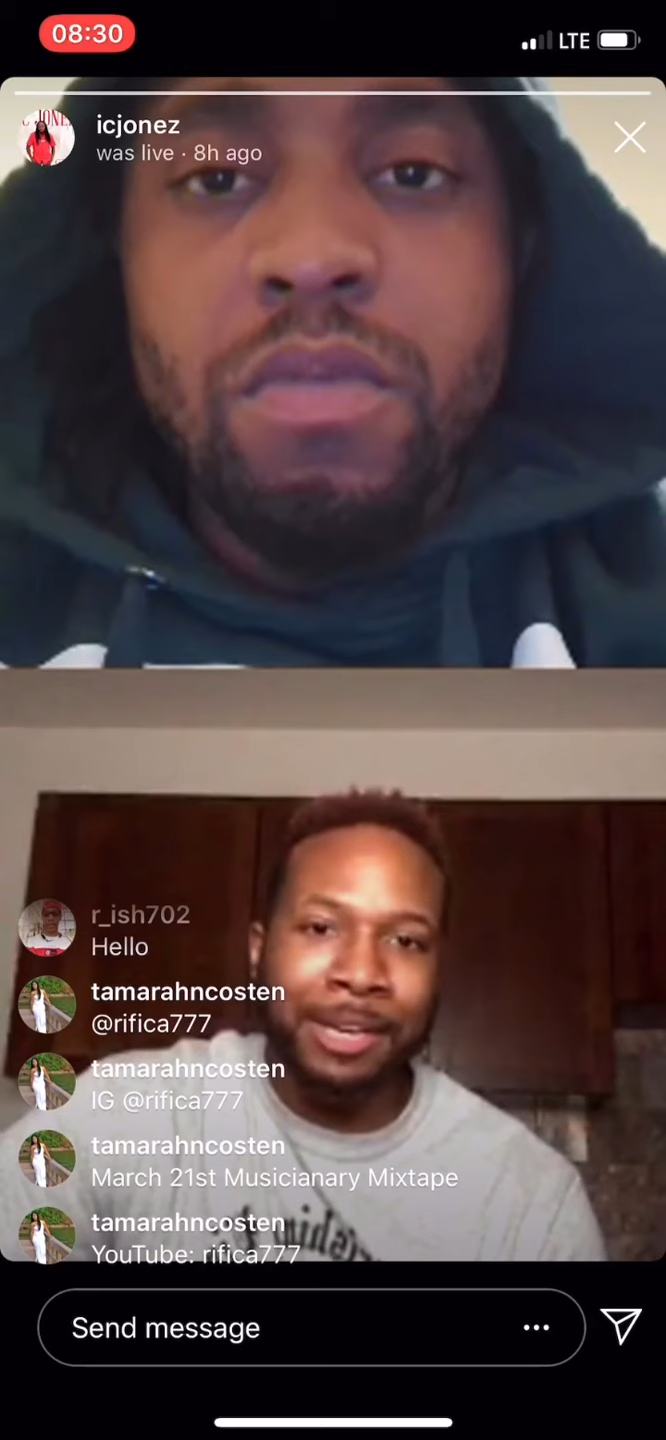 08:30
LTE
icjonez
was live · 8h ago
r_ish702
Hello
tamarahncosten
@rifica777
tamarahncosten
IG @rifica777
tamarahncosten
March 21st Musicianary Mixtape
tamarahncosten
YouTube: rifica777
Send message